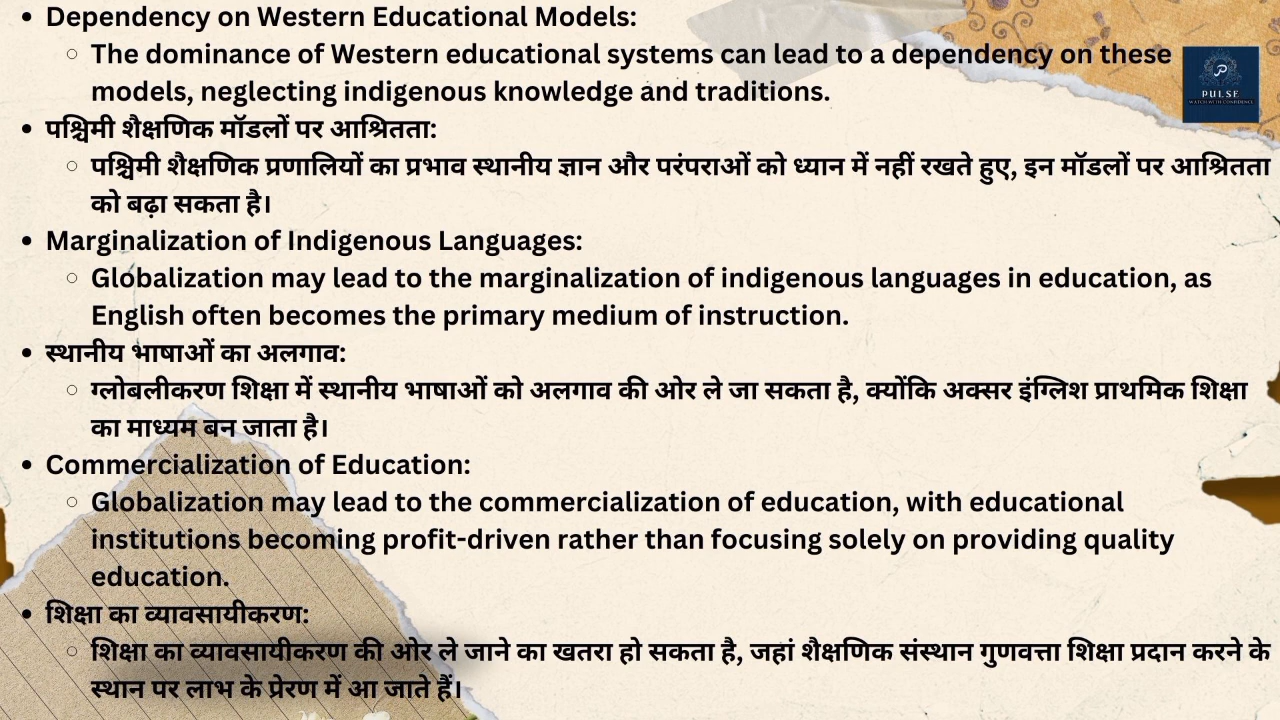 • Dependency on Western Educational Models:
○ The dominance of Western educational systems can lead to a dependency on these
models, neglecting indigenous knowledge and traditions.
• पश्चिमी शैक्षणिक मॉडलों पर आश्रितता:
○ पश्चिमी शैक्षणिक प्रणालियों का प्रभाव स्थानीय ज्ञान और परंपराओं को ध्यान में नहीं रखते हुए, इन मॉडलों पर आश्रितता
को बढ़ा सकता है।
• Marginalization of Indigenous Languages:
○ Globalization may lead to the marginalization of indigenous languages in education, as
English often becomes the primary medium of instruction.
• स्थानीय भाषाओं का अलगाव:
○ ग्लोबलीकरण शिक्षा में स्थानीय भाषाओं को अलगाव की ओर ले जा सकता है, क्योंकि अक्सर इंग्लिश प्राथमिक शिक्षा
का माध्यम बन जाता है।
• Commercialization of Education:
○ Globalization may lead to the commercialization of education, with educational
institutions becoming profit-driven rather than focusing solely on providing quality
education.
• शिक्षा का व्यावसायीकरण:
○ शिक्षा का व्यावसायीकरण की ओर ले जाने का खतरा हो सकता है, जहां शैक्षणिक संस्थान गुणवत्ता शिक्षा प्रदान करने के
स्थान पर लाभ के प्रेरण में आ जाते हैं।
P
PULSE
WATCH WITH CONFIDENCE